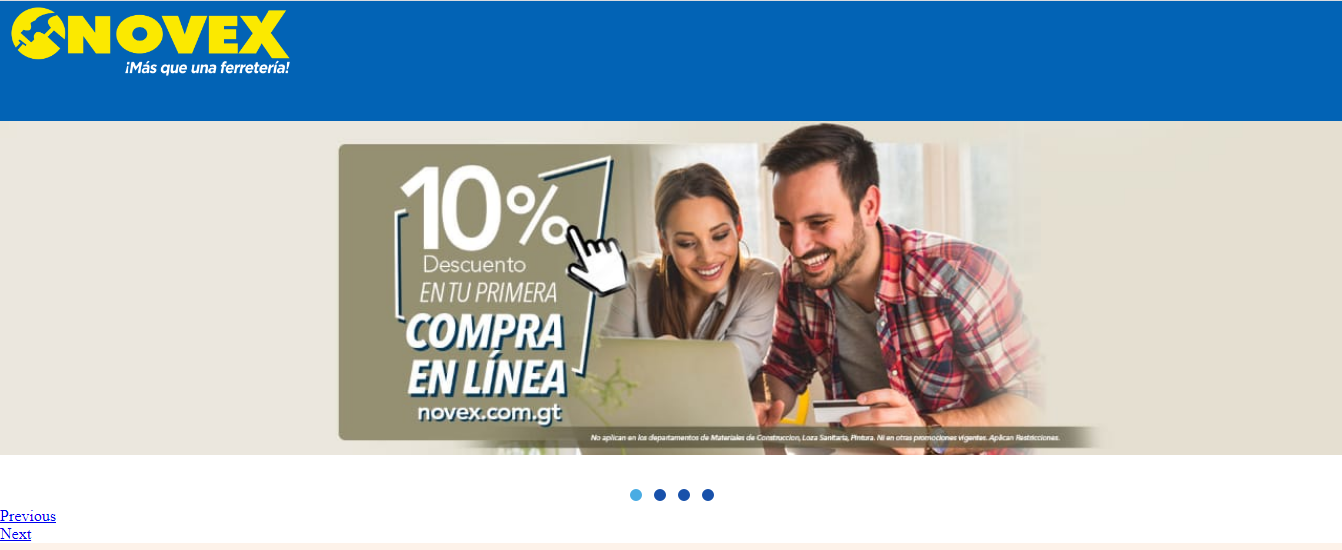 NOVEX
¡Más que una ferretería!
10%
Descuento
EN TU PRIMERA
COMPRA
EN LÍNEA
novex.com.gt
No aplican en los departamentos de Materiales de Construccion, Loza Sanitaria, Pintura. Ni en otras promociones vigentes. Aplican Restricciones.
Previous
Next